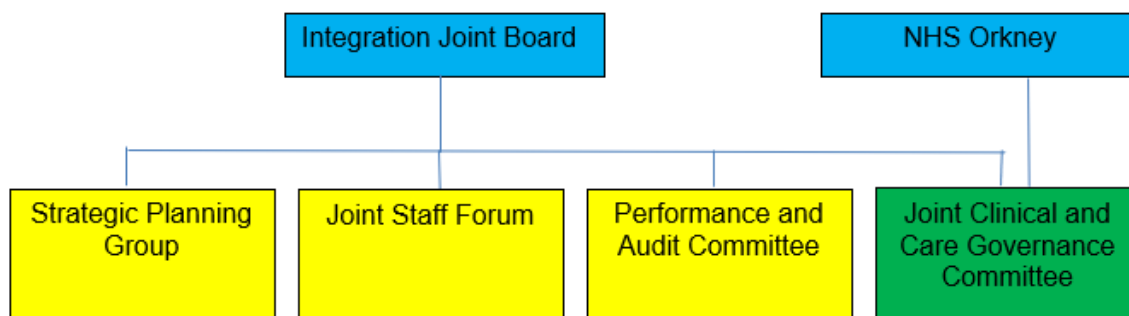 Integration Joint Board
NHS Orkney
Strategic Planning
Group
Joint Staff Forum
Performance and
Audit Committee
Joint Clinical and
Care Governance
Committee